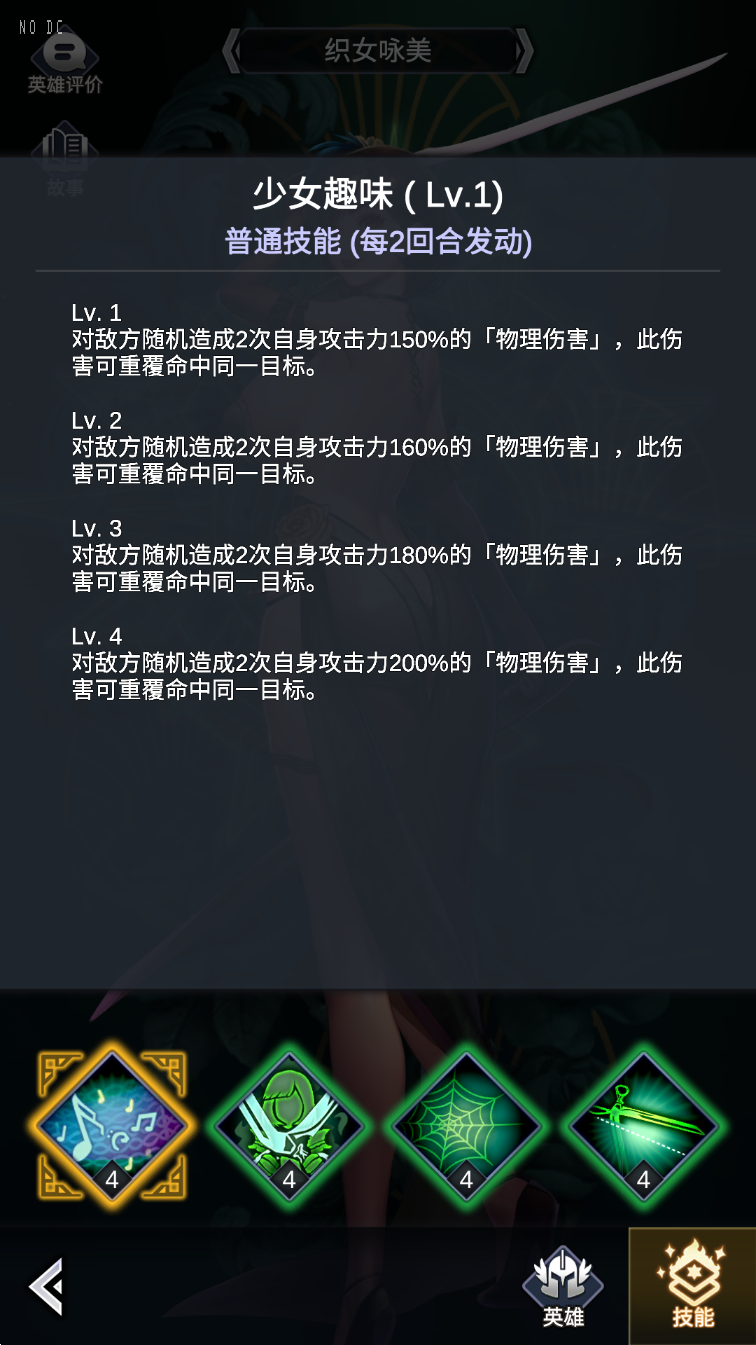 NO DC
织女咏美
英雄评价
故事
少女趣味 ( Lv.1)
普通技能 (每2回合发动)
Lv. 1
对敌方随机造成2次自身攻击力150%的「物理伤害」，此伤
害可重覆命中同一目标。
Lv. 2
对敌方随机造成2次自身攻击力160%的「物理伤害」，此伤
害可重覆命中同一目标。
Lv. 3
对敌方随机造成2次自身攻击力180%的「物理伤害」，此伤
害可重覆命中同一目标。
Lv. 4
对敌方随机造成2次自身攻击力200%的「物理伤害」，此伤
害可重覆命中同一目标。
4
4
4
4
英雄
技能